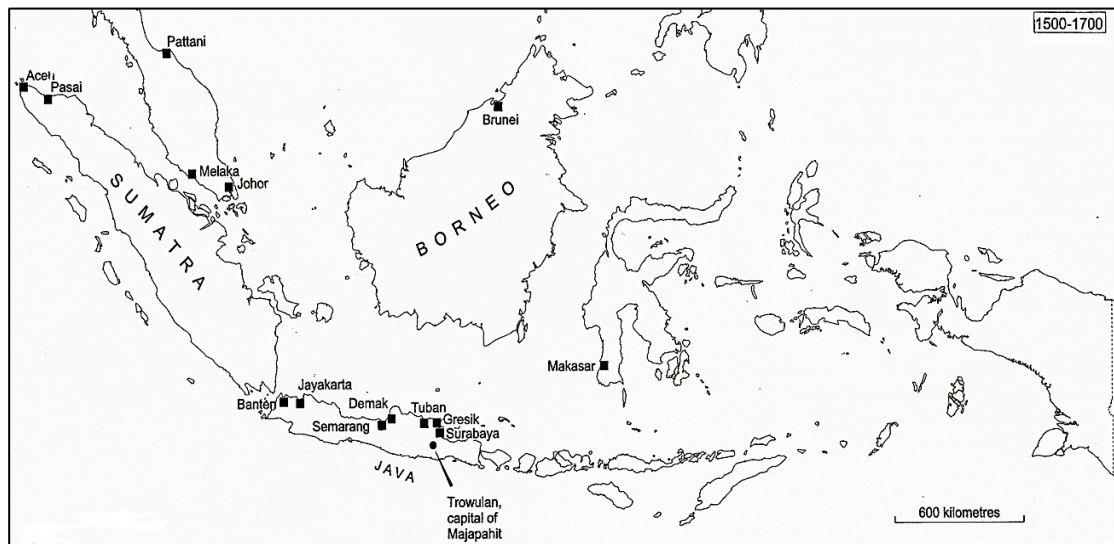 1500-1700
Pattani
Aceh
Pasai
Brunei
Melaka
Johor
SUMATRA
BORNEO
Makasar
Jayakarta
Banten
Demak
Tuban
Gresik
Semarang
Surabaya
JAVA
Trowulan,
capital of
Majapahit
600 kilometres